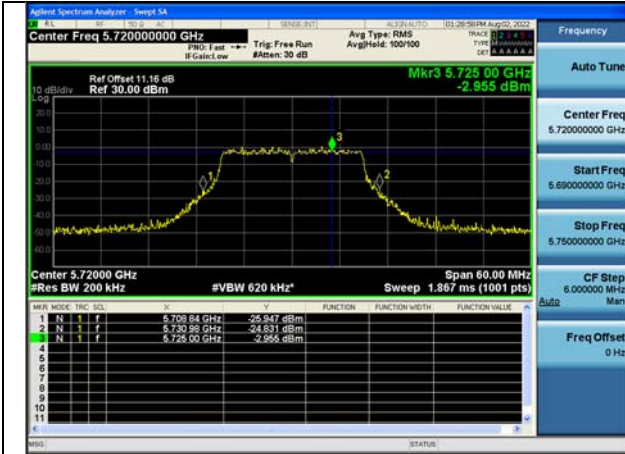 Agilent Spectrum Analyzer - Swept SA
RL RF 50 Ω AC SENSE:INT ALIGN AUTO 01:28:58 PM Aug 02, 2022
Center Freq 5.720000000 GHz
PNO: Fast
IFGain:Low
Trig: Free Run
#Atten: 30 dB
Avg Type: RMS
Avg|Hold: 100/100
TRACE 1 2 3 4 5 6
TYPE
DET A A A A A A
Frequency
Auto Tune
Center Freq
5.720000000 GHz
Start Freq
5.690000000 GHz
Stop Freq
5.750000000 GHz
CF Step
6.000000 MHz
Auto Man
Freq Offset
0 Hz
Mkr3 5.725 00 GHz
-2.955 dBm
Ref Offset 11.16 dB
10 dB/div Ref 30.00 dBm
Log
20.0
10.0
0.00
-10.0
-20.0
-30.0
-40.0
-50.0
-60.0
1
2
3
Center 5.72000 GHz Span 60.00 MHz
#Res BW 200 kHz #VBW 620 kHz* Sweep 1.867 ms (1001 pts)
MKR MODE TRC SCL X Y FUNCTION FUNCTION WIDTH FUNCTION VALUE
1 N 1 f 5.708 84 GHz -25.947 dBm
2 N 1 f 5.730 98 GHz -24.831 dBm
3 N 1 f 5.725 00 GHz -2.955 dBm
4
5
6
7
8
9
10
11
MSG STATUS